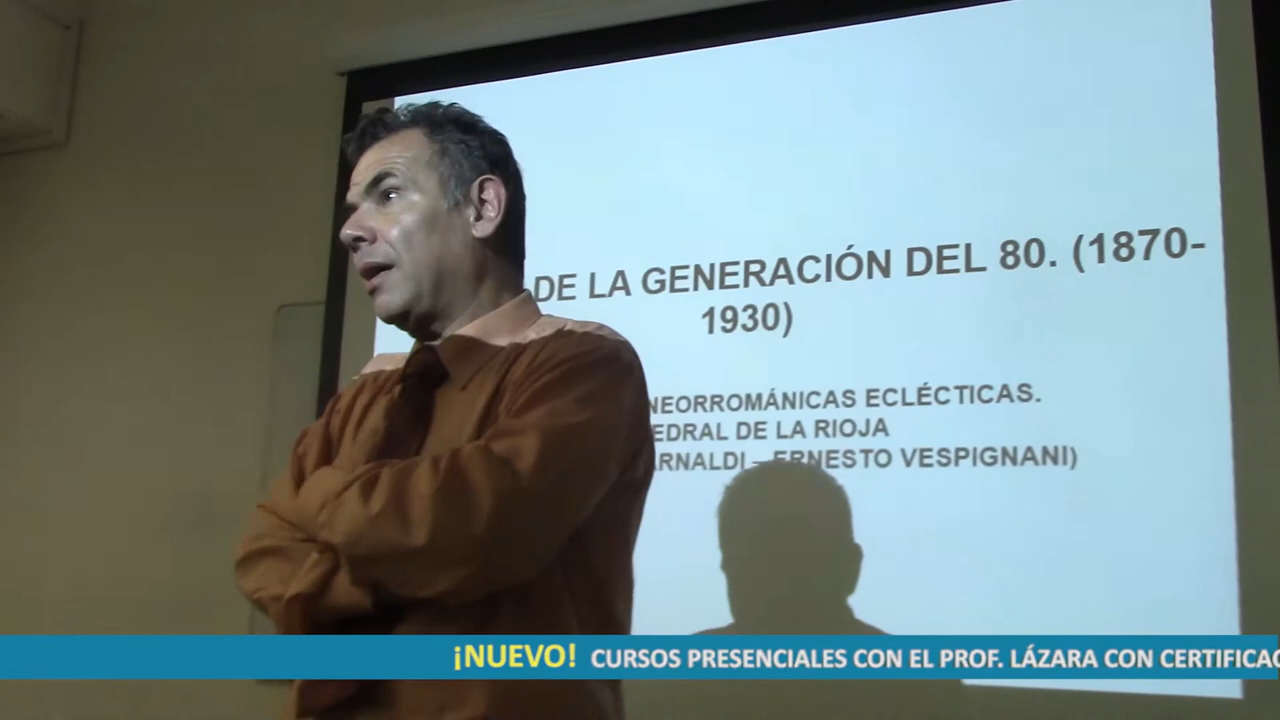 DE LA GENERACIÓN DEL 80. (1870-
1930)
NEORROMÁNICAS ECLÉCTICAS.
EDRAL DE LA RIOJA
ARNALDI – ERNESTO VESPIGNANI)
¡NUEVO! CURSOS PRESENCIALES CON EL PROF. LÁZARA CON CERTIFICAC